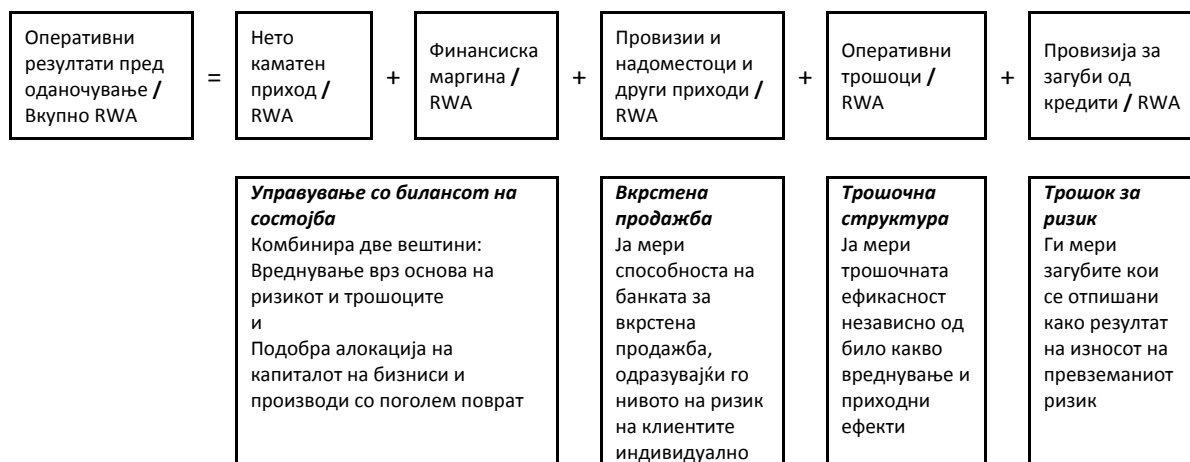 Оперативни
резултати пред
оданочување /
Вкупно RWA
=
Нето
каматен
приход /
RWA
+
Финансиска
маргина /
RWA
+
Провизии и
надоместоци и
други приходи /
RWA
+
Оперативни
трошоци /
RWA
+
Провизија за
загуби од
кредити / RWA
Управување со билансот на
состојба
Комбинира две вештини:
Вреднување врз основа на
ризикот и трошоците
и
Подобра алокација на
капиталот на бизниси и
производи со поголем поврат
Вкрстена
продажба
Ја мери
способноста на
банката за
вкрстена
продажба,
одразувајќи го
нивото на ризик
на клиентите
индивидуално
Трошочна
структура
Ја мери
трошочната
ефикасност
независно од
било какво
вреднување и
приходни
ефекти
Трошок за
ризик
Ги мери
загубите кои
се отпишани
како резултат
на износот на
превземаниот
ризик